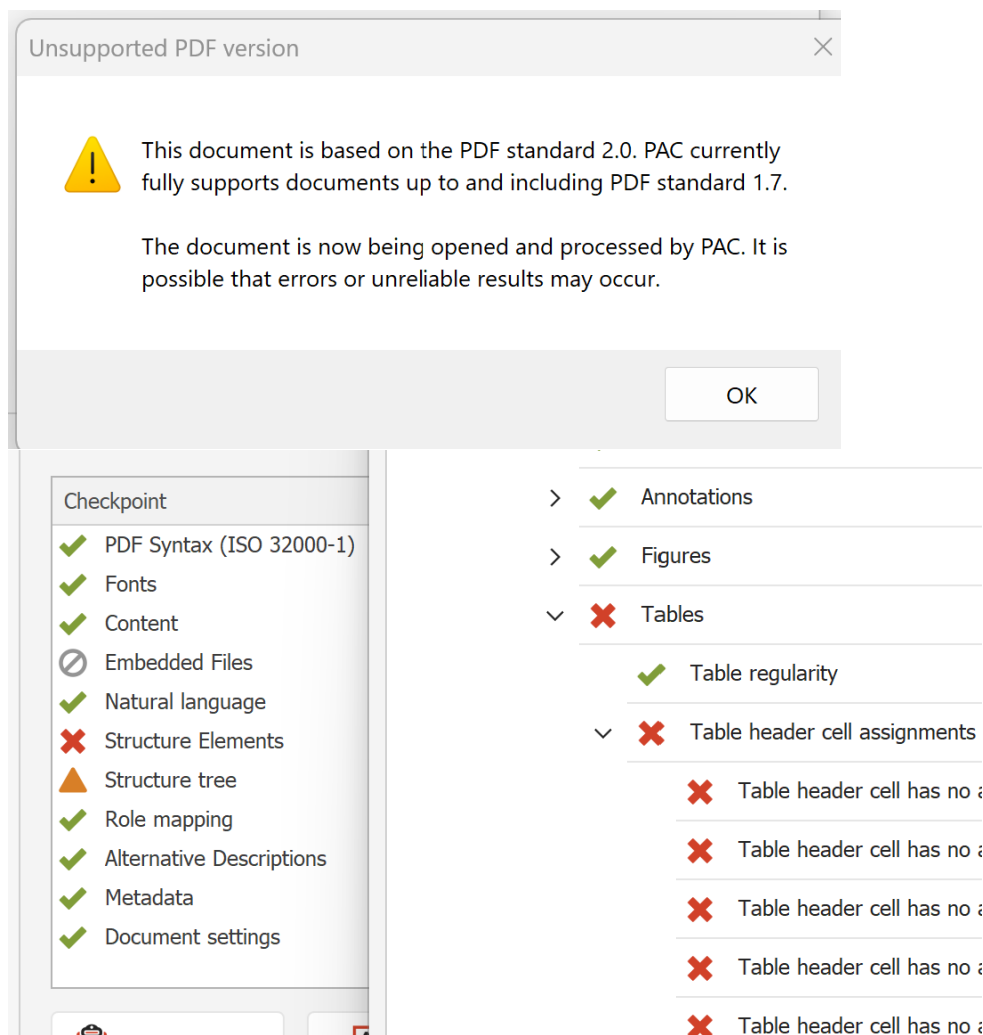 Unsupported PDF version
This document is based on the PDF standard 2.0. PAC currently
fully supports documents up to and including PDF standard 1.7.
The document is now being opened and processed by PAC. It is
possible that errors or unreliable results may occur.
OK
Checkpoint
PDF Syntax (ISO 32000-1)
Fonts
Content
Embedded Files
Natural language
Structure Elements
Structure tree
Role mapping
Alternative Descriptions
Metadata
Document settings
Annotations
Figures
Tables
Table regularity
Table header cell assignments
Table header cell has no
Table header cell has no
Table header cell has no
Table header cell has no
Table header cell has no